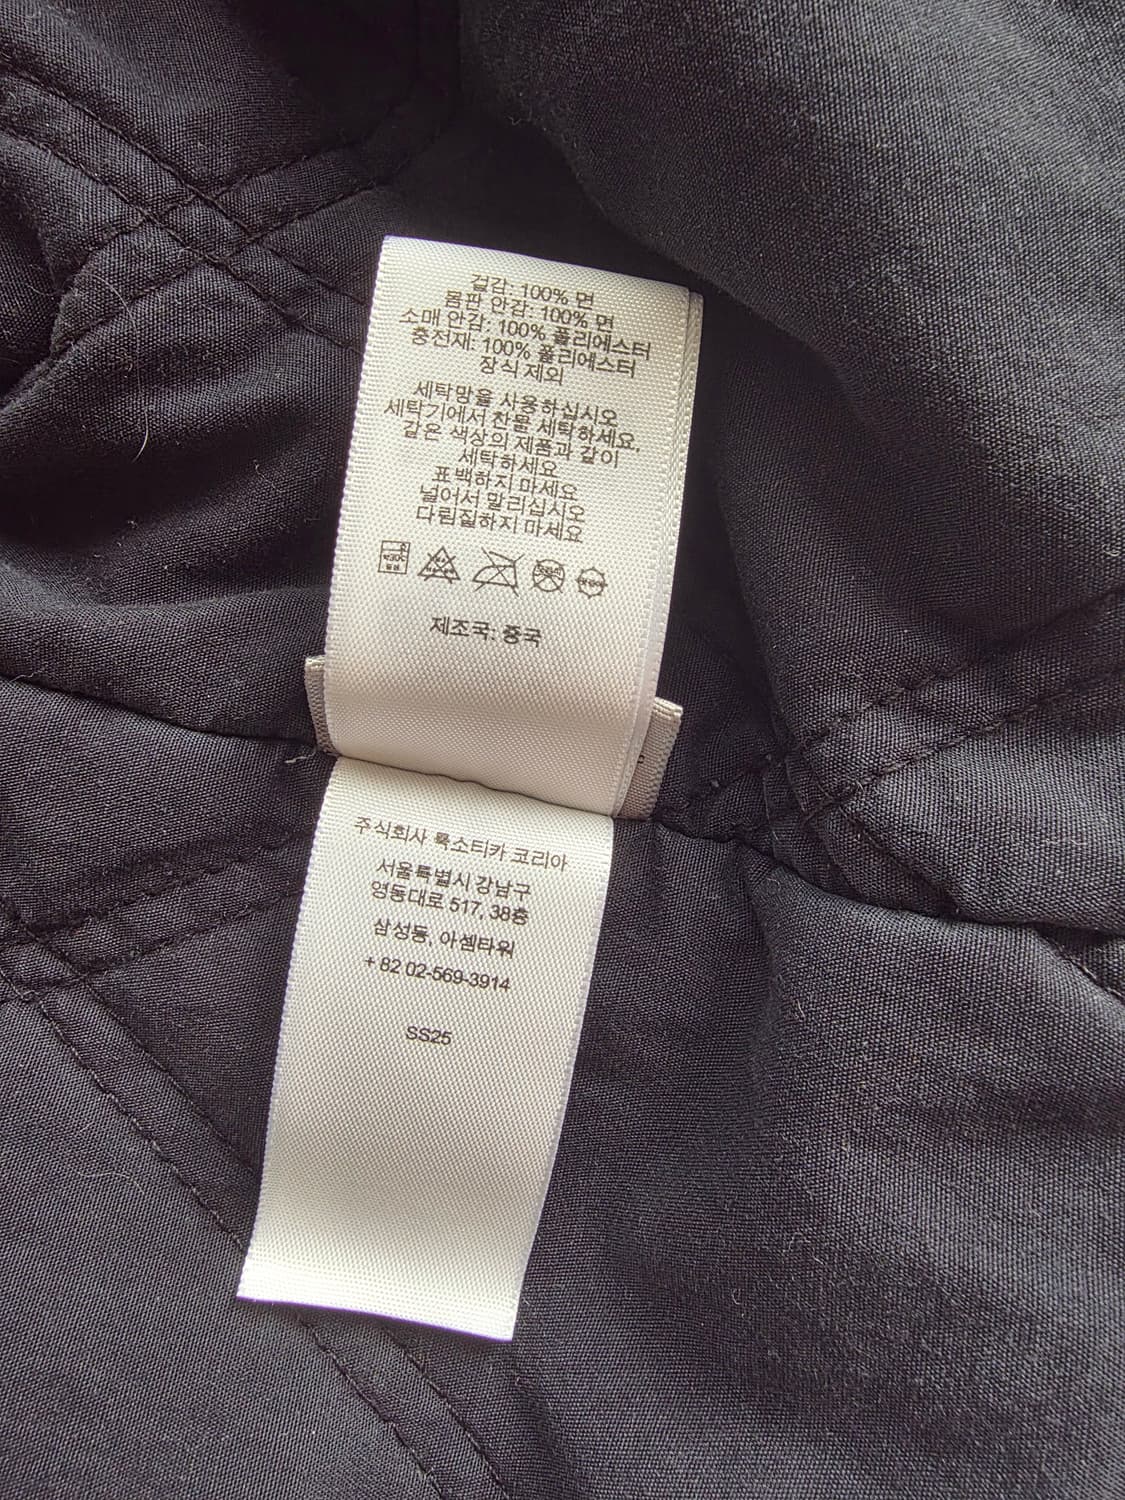 겉감: 100% 면
몸판 안감: 100% 면
소매 안감: 100% 폴리에스터
충전재: 100% 폴리에스터
장식 제외
세탁망을 사용하십시오
세탁기에서 찬물 세탁하세요,
같은 색상의 제품과 같이
세탁하세요
표백하지 마세요
널어서 말리십시오
다림질하지 마세요
제조국: 중국
주식회사 룩소티카 코리아
서울특별시 강남구
영동대로 517, 38층
삼성동, 아셈타워
+ 82 02-569-3914
SS25